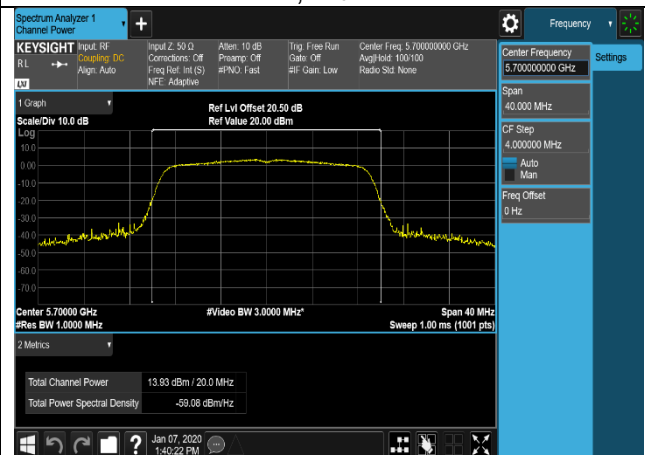 Spectrum Analyzer 1
Channel Power
+
Frequency
KEYSIGHT
RL
LXI
Input: RF
Coupling: DC
Align: Auto
Input Z: 50 Ω
Corrections: Off
Freq Ref: Int (S)
NFE: Adaptive
Atten: 10 dB
Preamp: Off
#PNO: Fast
Trig: Free Run
Gate: Off
#IF Gain: Low
Center Freq: 5.700000000 GHz
Avg|Hold: 100/100
Radio Std: None
Center Frequency
5.700000000 GHz
Settings
Span
40.000 MHz
CF Step
4.000000 MHz
Auto
Man
Freq Offset
0 Hz
1 Graph
Scale/Div 10.0 dB
Ref Lvl Offset 20.50 dB
Ref Value 20.00 dBm
Log
10.0
0.00
-10.0
-20.0
-30.0
-40.0
-50.0
-60.0
-70.0
Center 5.70000 GHz
#Video BW 3.0000 MHz*
Span 40 MHz
#Res BW 1.0000 MHz
Sweep 1.00 ms (1001 pts)
2 Metrics
Total Channel Power 13.93 dBm / 20.0 MHz
Total Power Spectral Density -59.08 dBm/Hz
?
Jan 07, 2020
1:40:22 PM